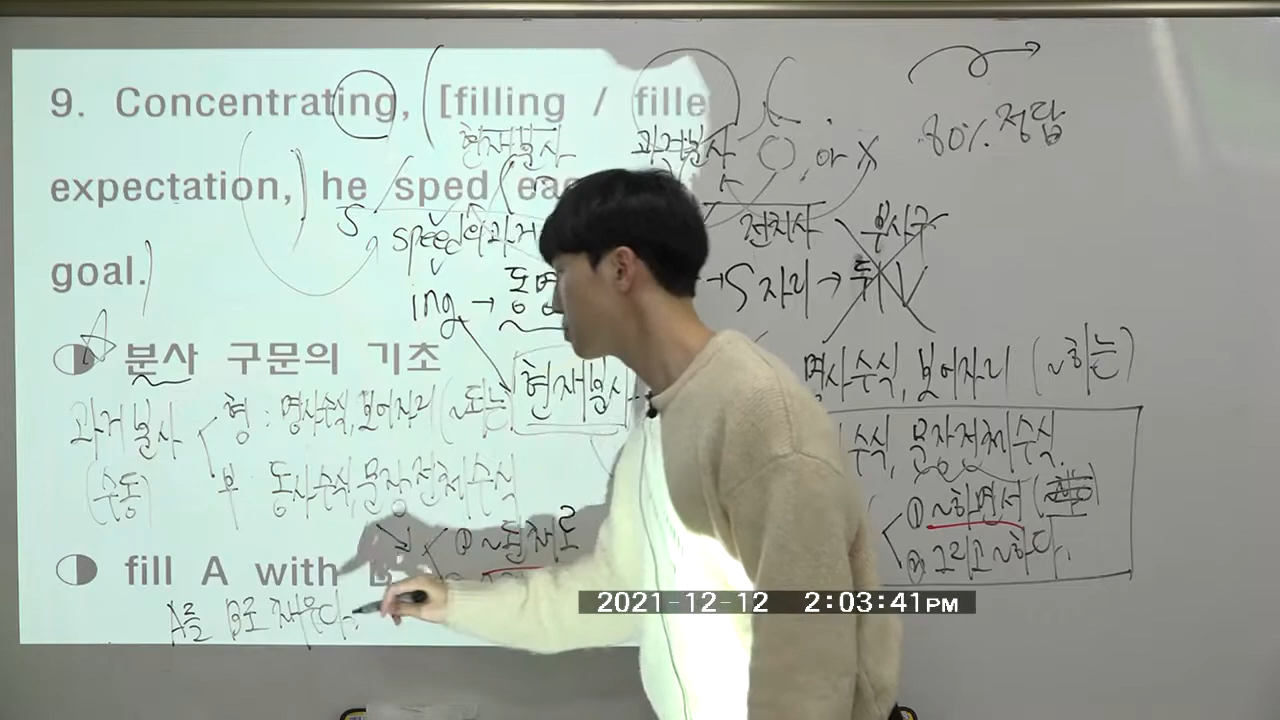 9. Concentrating, [filling / fille
현재분사 과거분사 ○ or X
80% 정답
expectation, he sped ea
S speed의 과거
전치사 부사구
goal.
ing → 동명
→ S 자리 → 동 V
분사 구문의 기초
현재분사
명사수식, 보어자리 (~하는)
과거분사 형 : 명사수식, 보어자리 (~되는
(수동) 부 동사수식, 문장전체수식
수식, 문장전체수식
① ~된 채로
① ~하면서
② 그리고 ~하다.
fill A with B
A를 B로 채운다.
2021-12-12 2:03:41PM